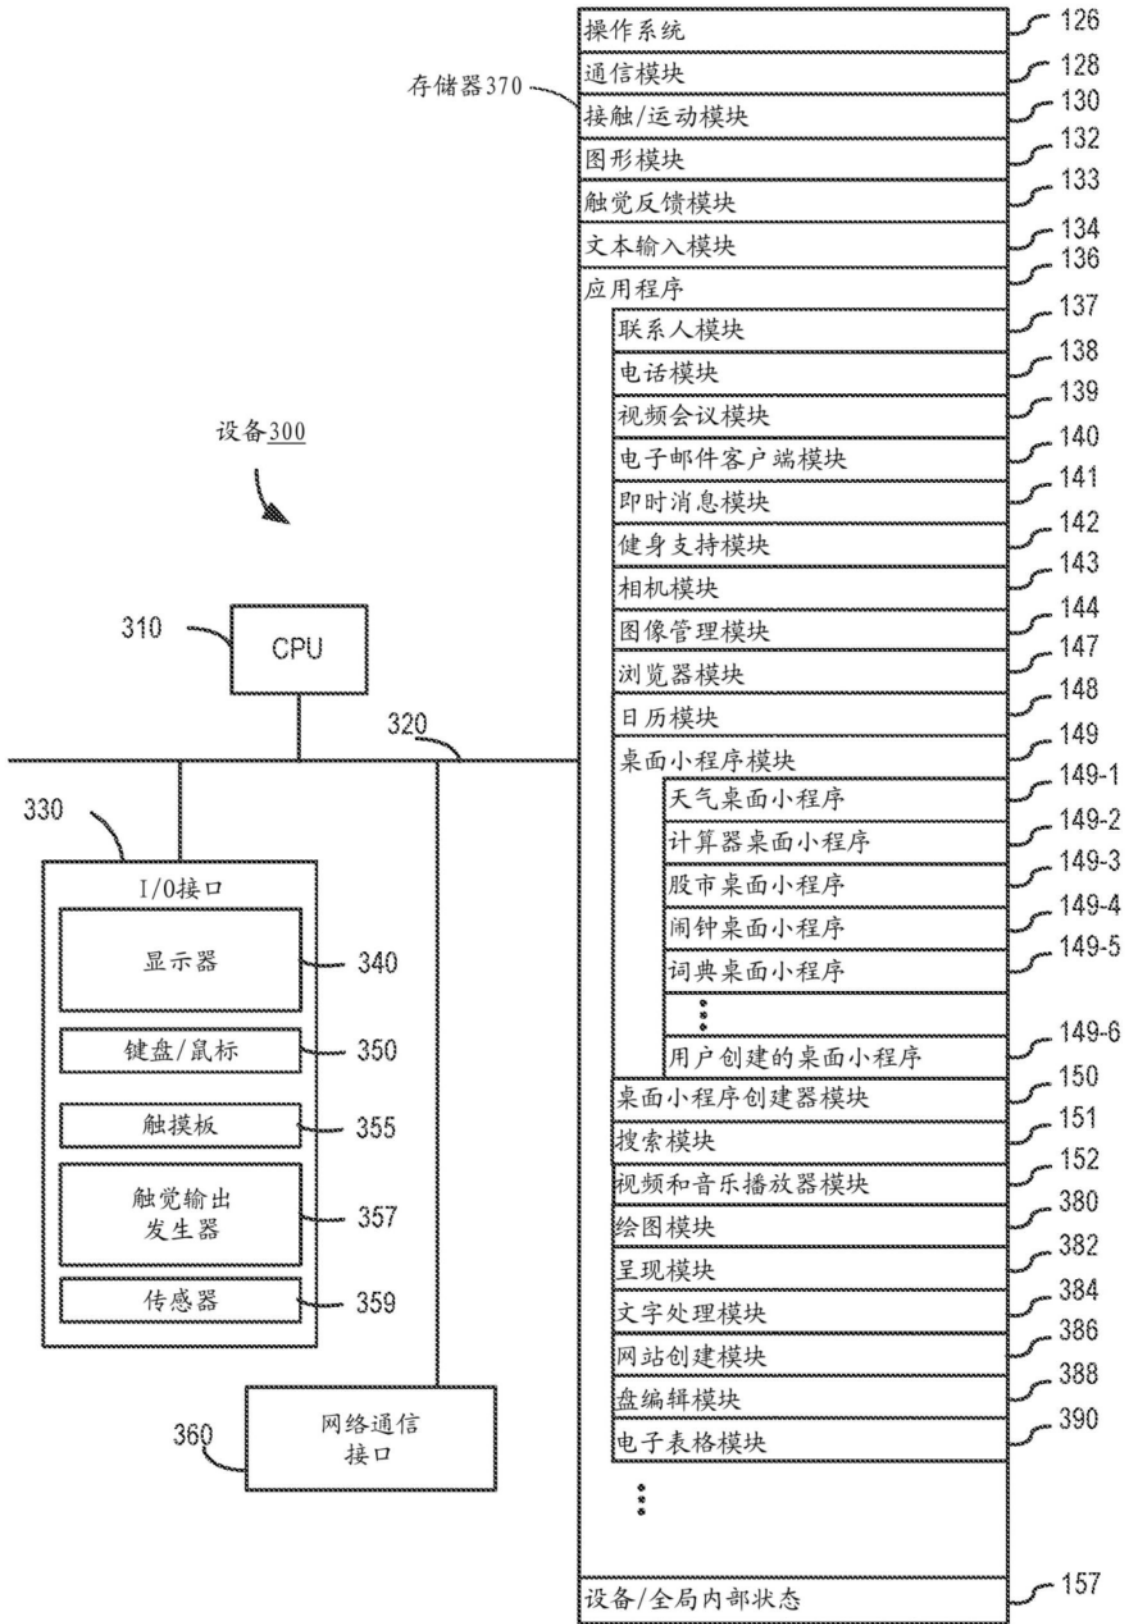 操作系统 126
通信模块 128
存储器370
接触/运动模块 130
图形模块 132
触觉反馈模块 133
文本输入模块 134
应用程序 136
联系人模块 137
电话模块 138
视频会议模块 139
设备300
电子邮件客户端模块 140
即时消息模块 141
健身支持模块 142
相机模块 143
图像管理模块 144
310
CPU
浏览器模块 147
日历模块 148
320
桌面小程序模块 149
天气桌面小程序 149-1
计算器桌面小程序 149-2
股市桌面小程序 149-3
闹钟桌面小程序 149-4
词典桌面小程序 149-5
用户创建的桌面小程序 149-6
330
I/O接口
显示器 340
键盘/鼠标 350
触摸板 355
触觉输出
发生器 357
传感器 359
桌面小程序创建器模块 150
搜索模块 151
视频和音乐播放器模块 152
绘图模块 380
呈现模块 382
文字处理模块 384
网站创建模块 386
盘编辑模块 388
电子表格模块 390
360
网络通信
接口
设备/全局内部状态 157